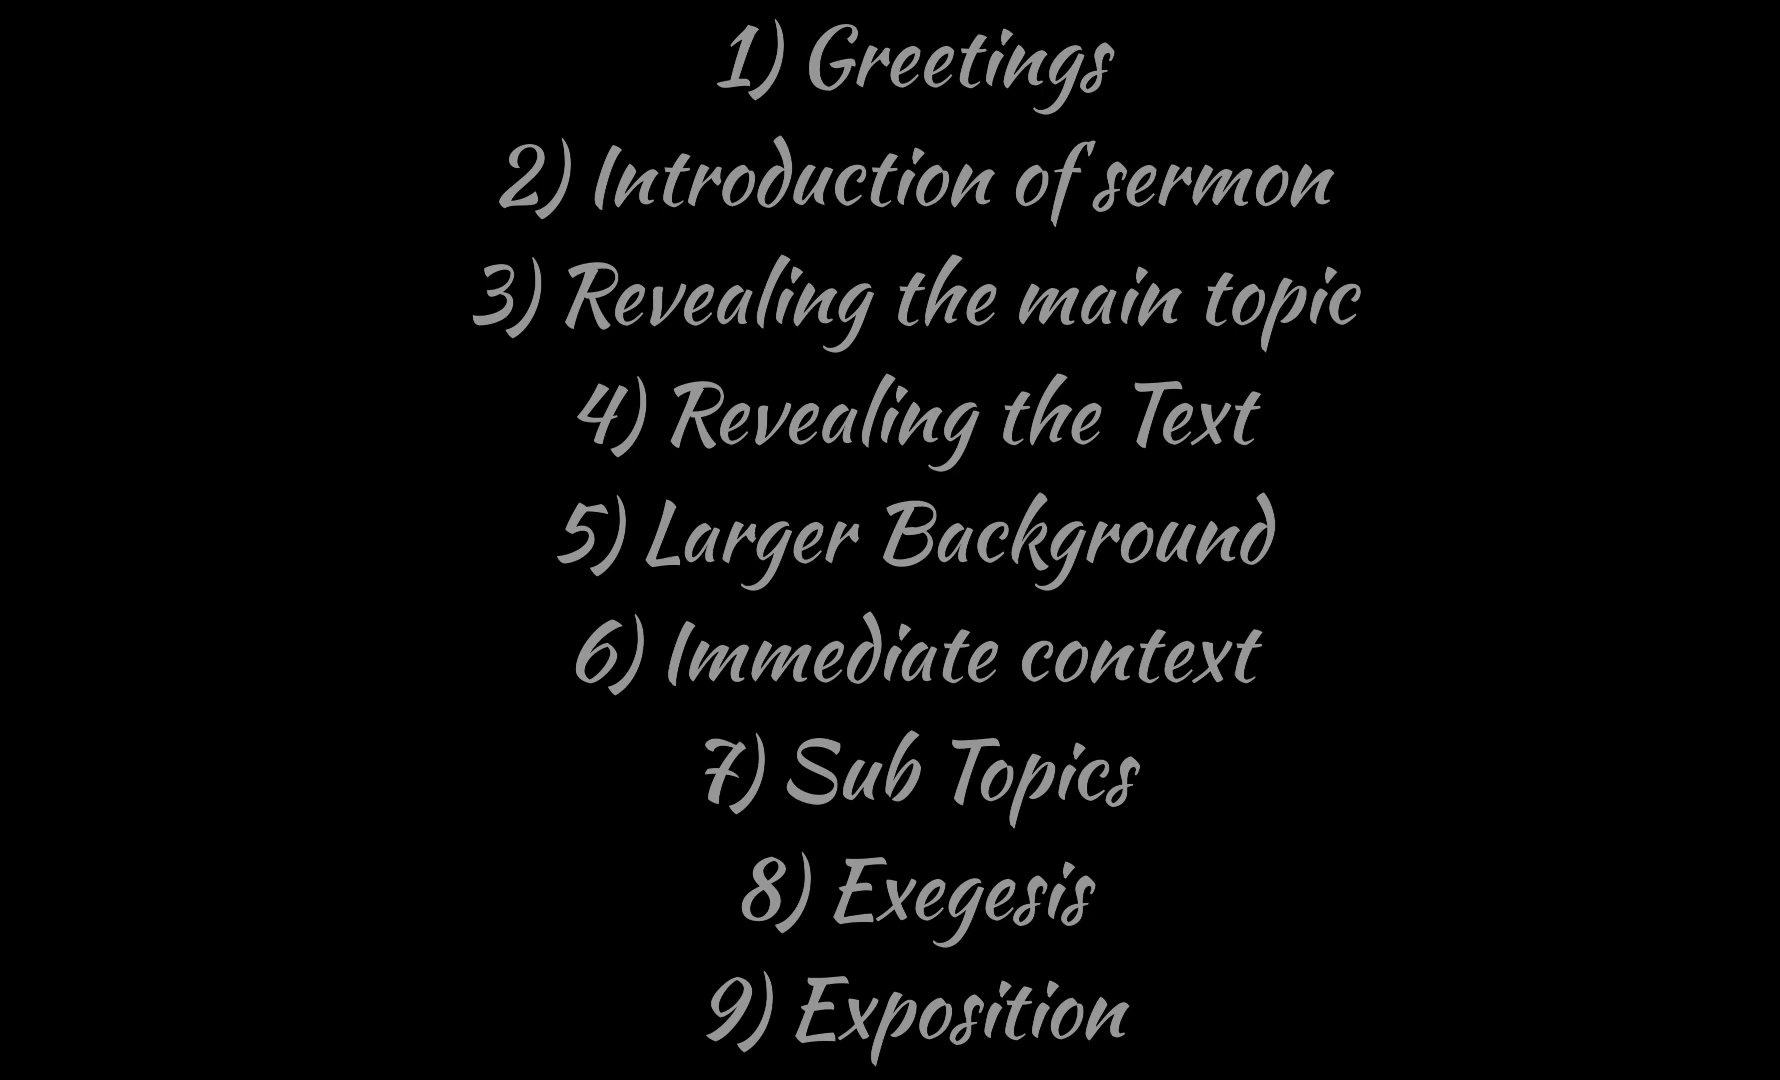 1) Greetings
2) Introduction of sermon
3) Revealing the main topic
4) Revealing the Text
5) Larger Background
6) Immediate context
7) Sub Topics
8) Exegesis
9) Exposition